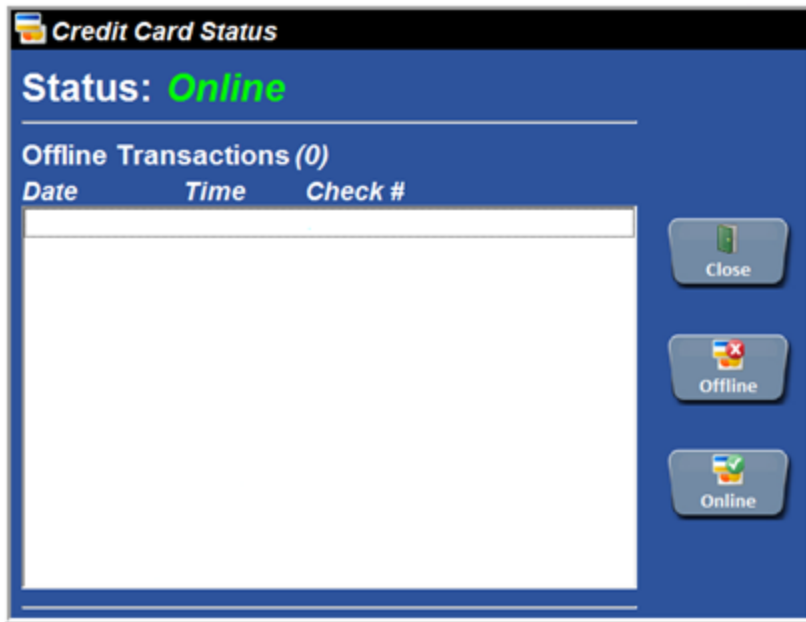 Credit Card Status
Status: Online
Offline Transactions (0)
Date Time Check #
Close
Offline
Online